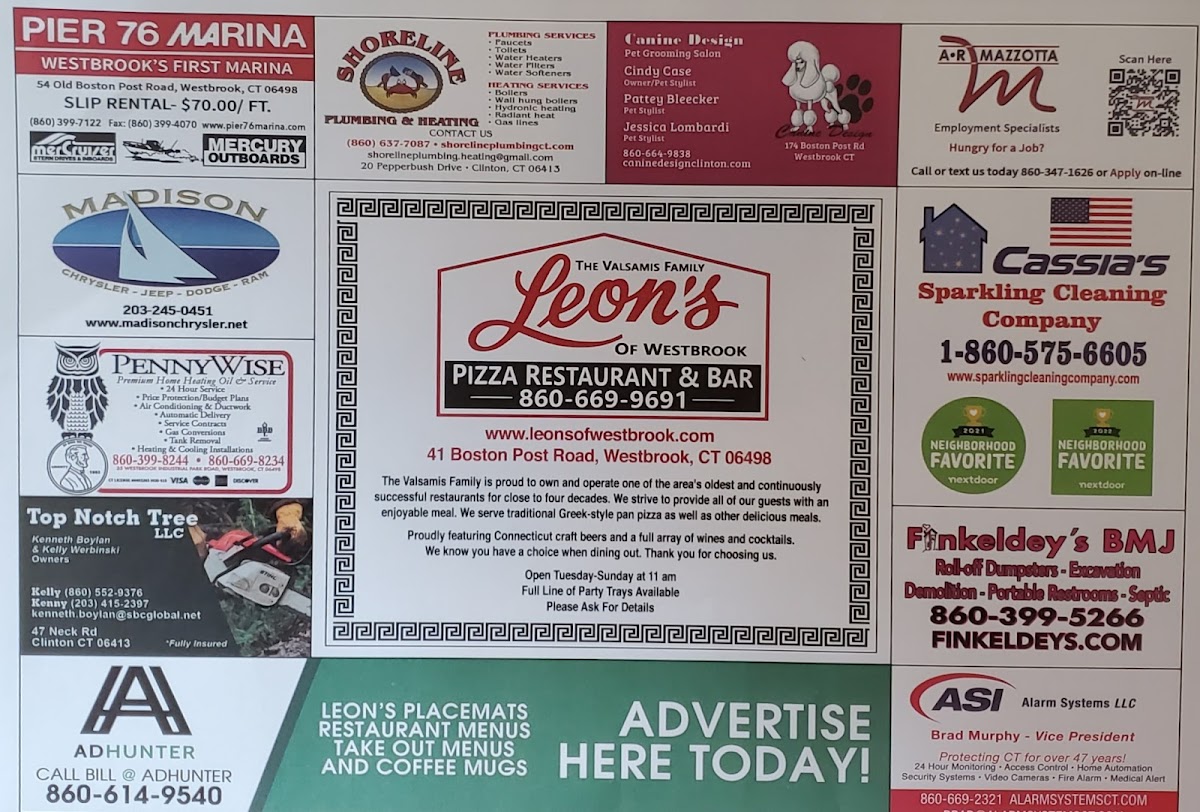 PIER 76 MARINA
WESTBROOK'S FIRST MARINA
54 Old Boston Post Road, Westbrook, CT 06498
SLIP RENTAL- $70.00/ FT.
(860) 399-7122 Fax: (860) 399-4070 www.pier76marina.com
merCruiser
STERN DRIVES & INBOARDS
MERCURY
OUTBOARDS
SHORELINE
PLUMBING & HEATING
PLUMBING SERVICES
• Faucets
• Toilets
• Water Heaters
• Water Filters
• Water Softeners
HEATING SERVICES
• Boilers
• Wall hung boilers
• Hydronic heating
• Radiant heat
• Gas lines
CONTACT US
(860) 637-7087 • shorelineplumbingct.com
shorelineplumbing.heating@gmail.com
20 Pepperbush Drive • Clinton, CT 06413
Canine Design
Pet Grooming Salon
Cindy Case
Owner/Pet Stylist
Pattey Bleecker
Pet Stylist
Jessica Lombardi
Pet Stylist
860-664-9838
caninedesignclinton.com
Canine Design
174 Boston Post Rd
Westbrook CT
A•R MAZZOTTA
Employment Specialists
Hungry for a Job?
Scan Here
Call or text us today 860-347-1626 or Apply on-line
MADISON
CHRYSLER - JEEP - DODGE - RAM
203-245-0451
www.madisonchrysler.net
PENNYWISE
Premium Home Heating Oil & Service
• 24 Hour Service
• Price Protection/Budget Plans
• Air Conditioning & Ductwork
• Automatic Delivery
• Service Contracts
• Gas Conversions
• Tank Removal
• Heating & Cooling Installations
860-399-8244 • 860-669-8234
VISA
DISCOVER
Top Notch Tree
LLC
Kenneth Boylan
& Kelly Werbinski
Owners
Kelly (860) 552-9376
Kenny (203) 415-2397
kenneth.boylan@sbcglobal.net
47 Neck Rd
Clinton CT 06413
*Fully Insured
STIHL
THE VALSAMIS FAMILY
Leon's
OF WESTBROOK
PIZZA RESTAURANT & BAR
860-669-9691
www.leonsofwestbrook.com
41 Boston Post Road, Westbrook, CT 06498
The Valsamis Family is proud to own and operate one of the area's oldest and continuously
successful restaurants for close to four decades. We strive to provide all of our guests with an
enjoyable meal. We serve traditional Greek-style pan pizza as well as other delicious meals.
Proudly featuring Connecticut craft beers and a full array of wines and cocktails.
We know you have a choice when dining out. Thank you for choosing us.
Open Tuesday-Sunday at 11 am
Full Line of Party Trays Available
Please Ask For Details
Cassia's
Sparkling Cleaning
Company
1-860-575-6605
www.sparklingcleaningcompany.com
2021
NEIGHBORHOOD
FAVORITE
nextdoor
2022
NEIGHBORHOOD
FAVORITE
nextdoor
Finkeldey's BMJ
Roll-off Dumpsters - Excavation
Demolition - Portable Restrooms - Septic
860-399-5266
FINKELDEYS.COM
ADHUNTER
CALL BILL @ ADHUNTER
860-614-9540
LEON'S PLACEMATS
RESTAURANT MENUS
TAKE OUT MENUS
AND COFFEE MUGS
ADVERTISE
HERE TODAY!
ASI Alarm Systems LLC
Brad Murphy - Vice President
Protecting CT for over 47 years!
24 Hour Monitoring • Access Control • Home Automation
Security Systems • Video Cameras • Fire Alarm • Medical Alert
860-669-2321 ALARMSYSTEMSCT.COM